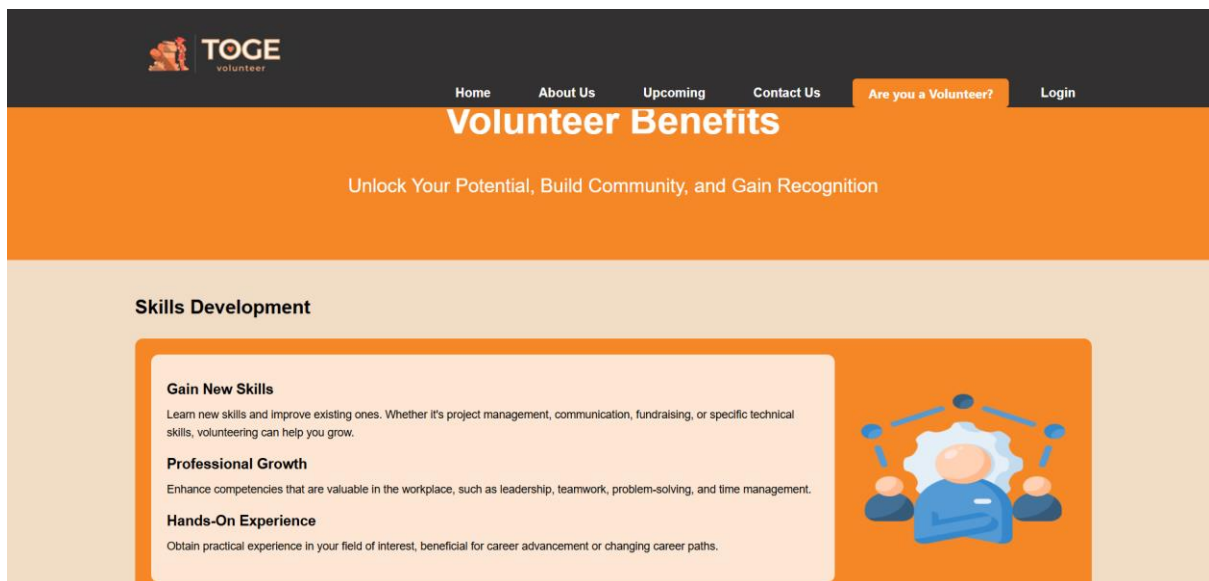 TOGE
volunteer
Home About Us Upcoming Contact Us Are you a Volunteer? Login
Volunteer Benefits
Unlock Your Potential, Build Community, and Gain Recognition
Skills Development
Gain New Skills
Learn new skills and improve existing ones. Whether it's project management, communication, fundraising, or specific technical
skills, volunteering can help you grow.
Professional Growth
Enhance competencies that are valuable in the workplace, such as leadership, teamwork, problem-solving, and time management.
Hands-On Experience
Obtain practical experience in your field of interest, beneficial for career advancement or changing career paths.